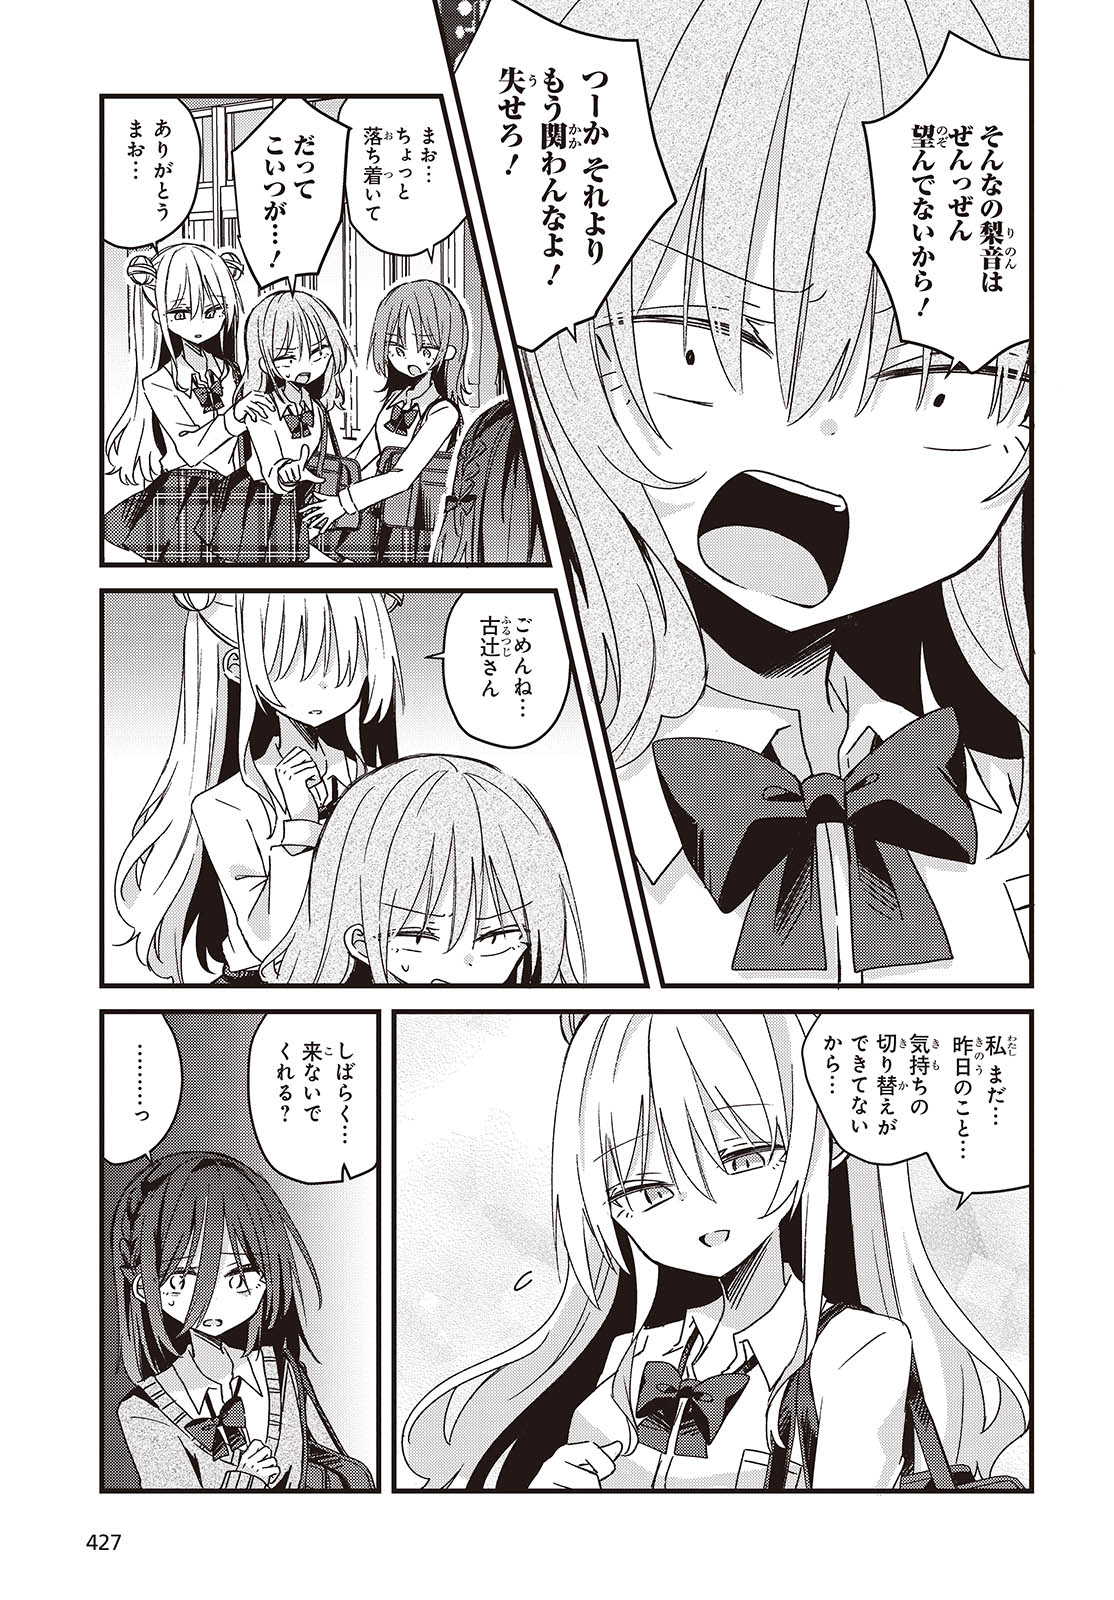 そんなの梨音は
ぜんっぜん
望んでないから！
つーか それより
もう関わんなよ！
失せろ！
まお…
ちょっと
落ち着いて
だって
こいつが…！
ありがとう
まお…
ごめんね…
古辻さん
私 まだ…
昨日のこと…
気持ちの
切り替えが
できてない
から…
しばらく…
来ないで
くれる？
………っ
427